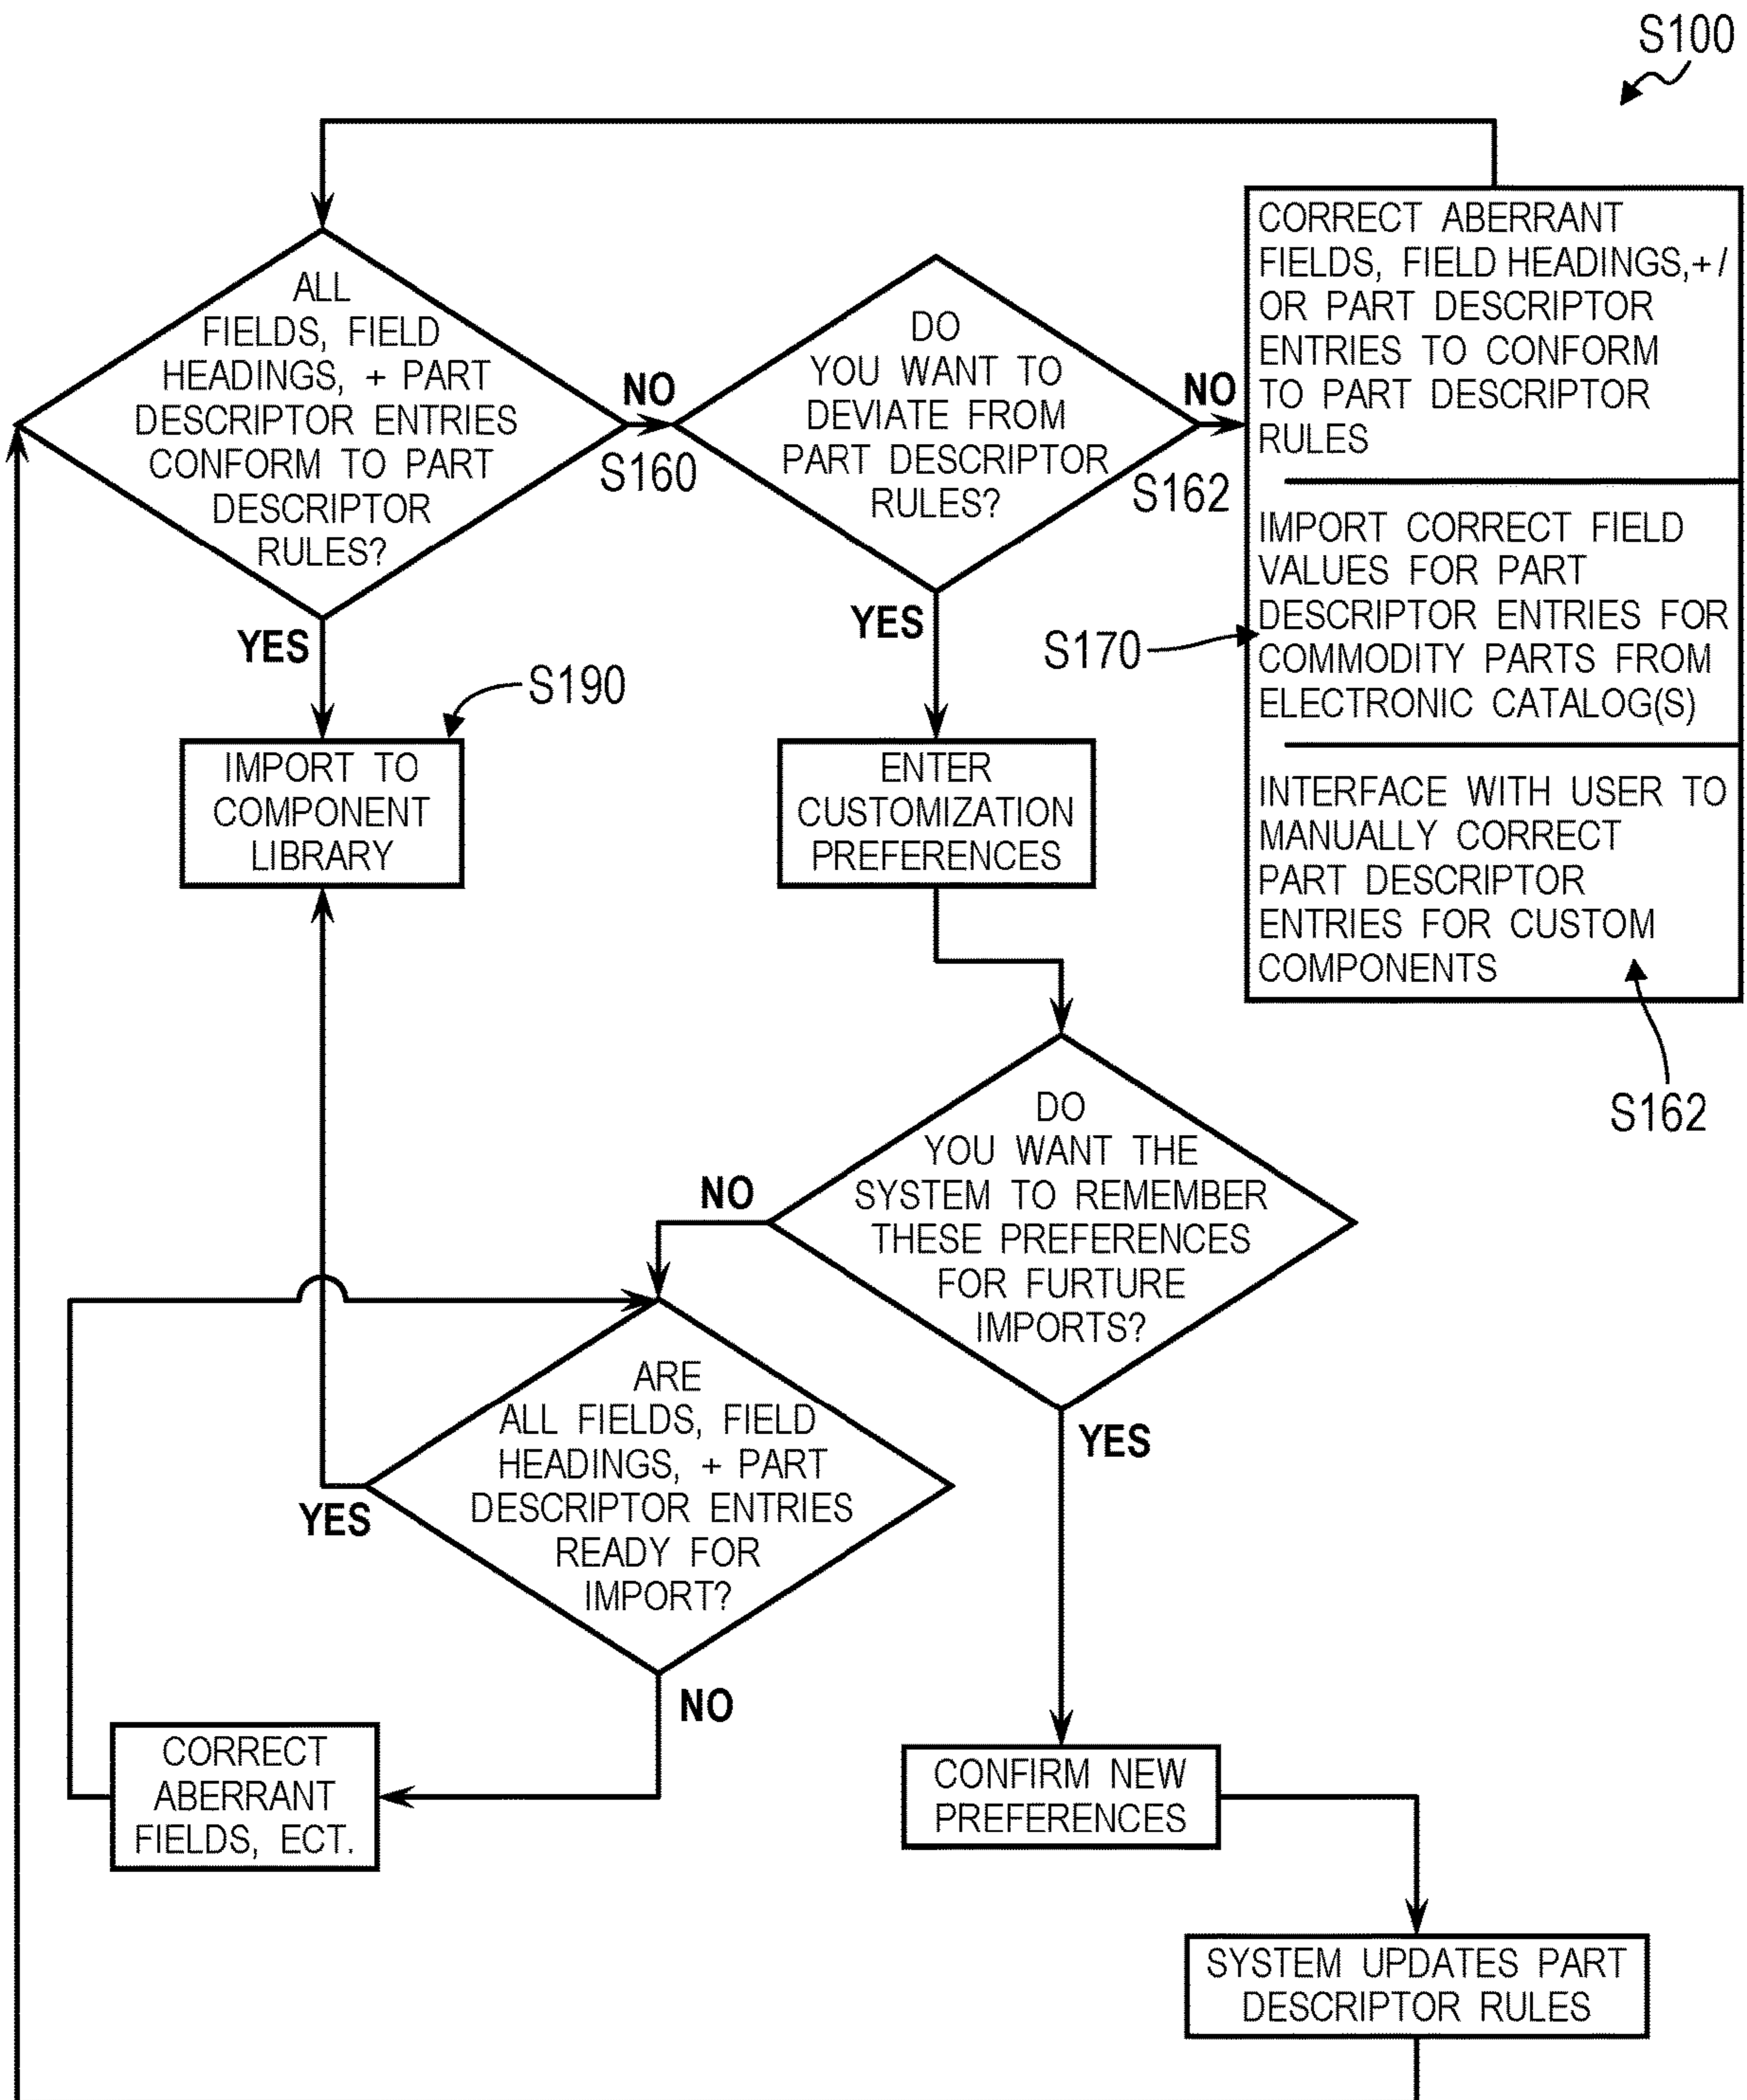 S100
ALL
FIELDS, FIELD
HEADINGS, + PART
DESCRIPTOR ENTRIES
CONFORM TO PART
DESCRIPTOR
RULES?
NO
S160
YES
DO
YOU WANT TO
DEVIATE FROM
PART DESCRIPTOR
RULES?
NO
S162
YES
CORRECT ABERRANT
FIELDS, FIELD HEADINGS,+/
OR PART DESCRIPTOR
ENTRIES TO CONFORM
TO PART DESCRIPTOR
RULES
IMPORT CORRECT FIELD
VALUES FOR PART
DESCRIPTOR ENTRIES FOR
COMMODITY PARTS FROM
ELECTRONIC CATALOG(S)
S170
INTERFACE WITH USER TO
MANUALLY CORRECT
PART DESCRIPTOR
ENTRIES FOR CUSTOM
COMPONENTS
S162
S190
IMPORT TO
COMPONENT
LIBRARY
ENTER
CUSTOMIZATION
PREFERENCES
DO
YOU WANT THE
SYSTEM TO REMEMBER
THESE PREFERENCES
FOR FURTURE
IMPORTS?
NO
YES
ARE
ALL FIELDS, FIELD
HEADINGS, + PART
DESCRIPTOR ENTRIES
READY FOR
IMPORT?
YES
NO
CORRECT
ABERRANT
FIELDS, ECT.
CONFIRM NEW
PREFERENCES
SYSTEM UPDATES PART
DESCRIPTOR RULES